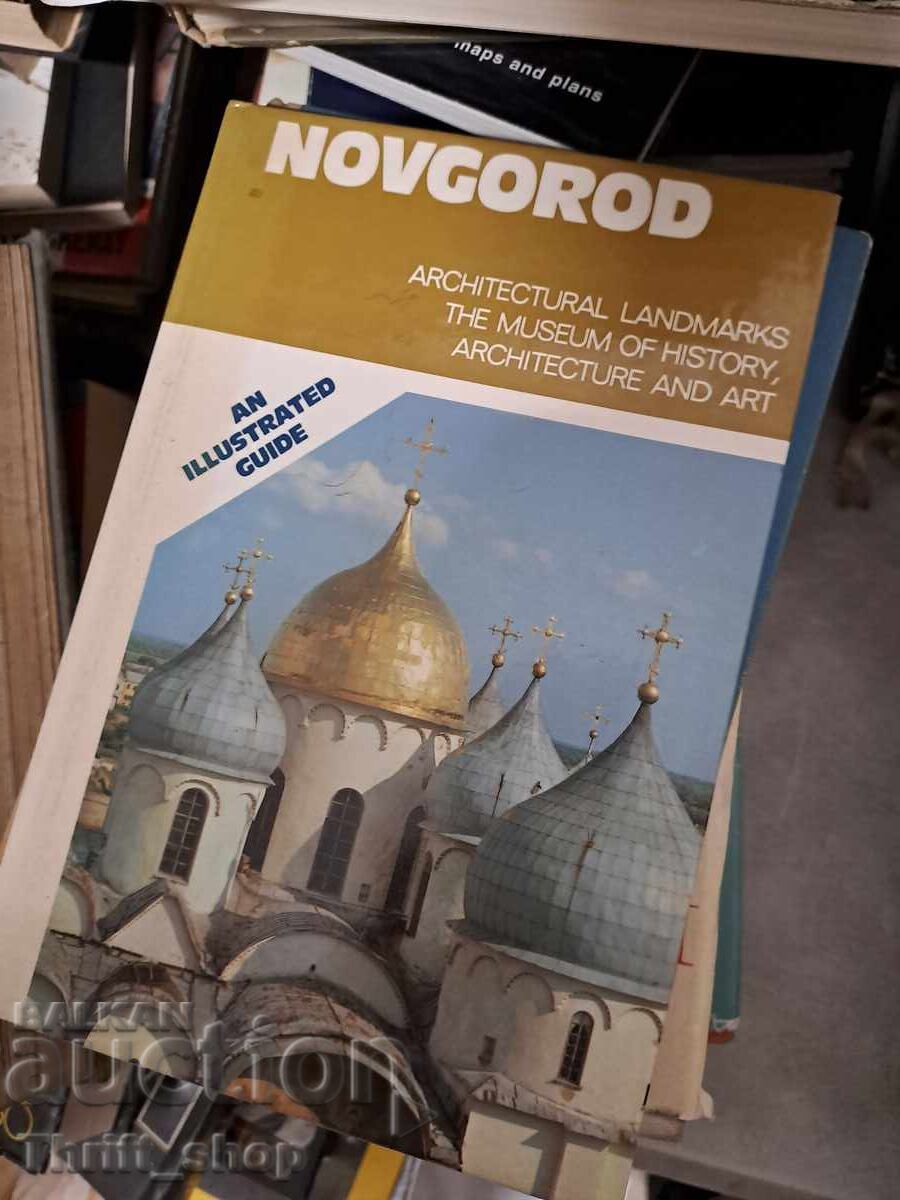 maps and plans
NOVGOROD
ARCHITECTURAL LANDMARKS
THE MUSEUM OF HISTORY,
ARCHITECTURE AND ART
AN
ILLUSTRATED
GUIDE
BALKAN
auction
Thrift_shop